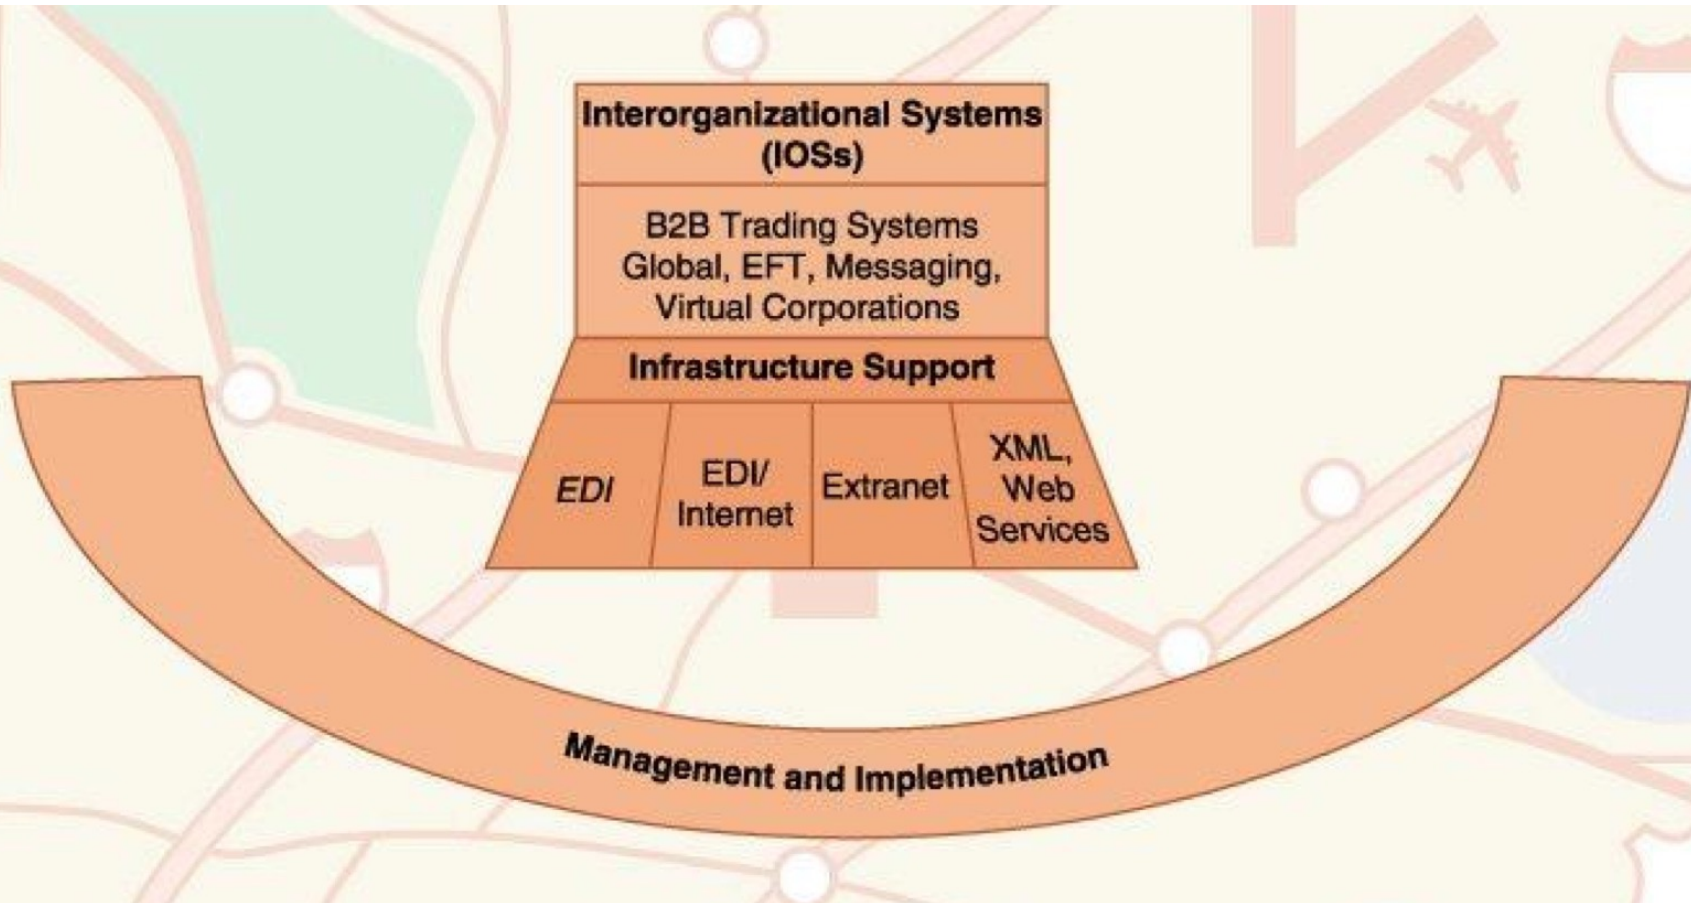 Interorganizational Systems
(IOSs)
B2B Trading Systems
Global, EFT, Messaging,
Virtual Corporations
Infrastructure Support
EDI
EDI/
Internet
Extranet
XML,
Web
Services
Management and Implementation